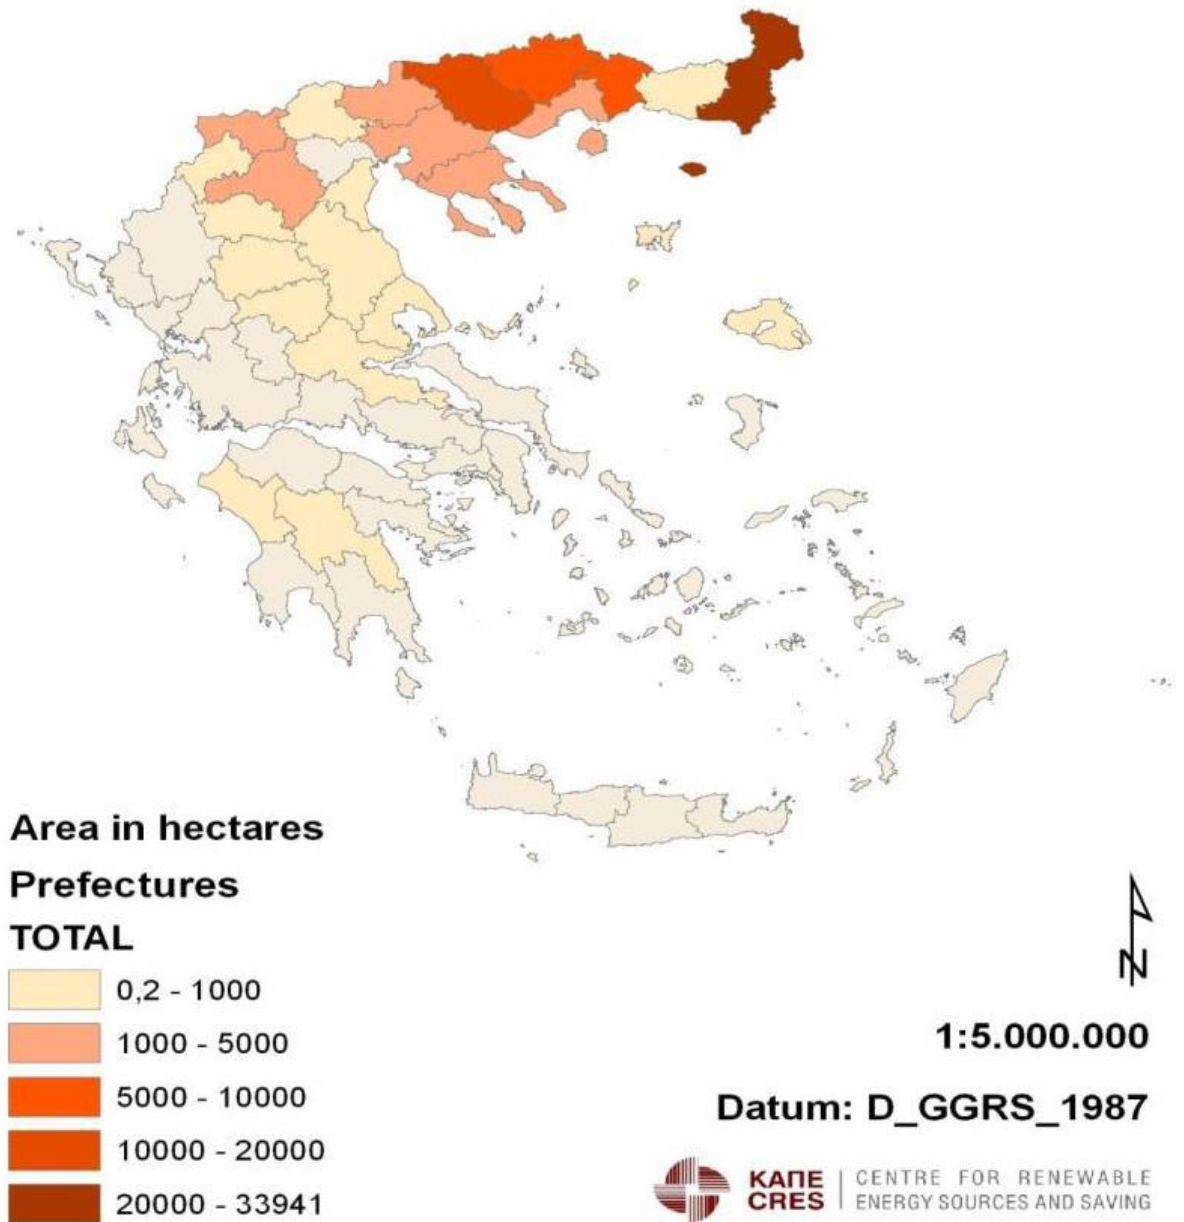 Area in hectares
Prefectures
TOTAL
0,2 - 1000
1000 - 5000
5000 - 10000
10000 - 20000
20000 - 33941
N
1:5.000.000
Datum: D_GGRS_1987
ΚΑΠΕ
CRES
CENTRE FOR RENEWABLE
ENERGY SOURCES AND SAVING